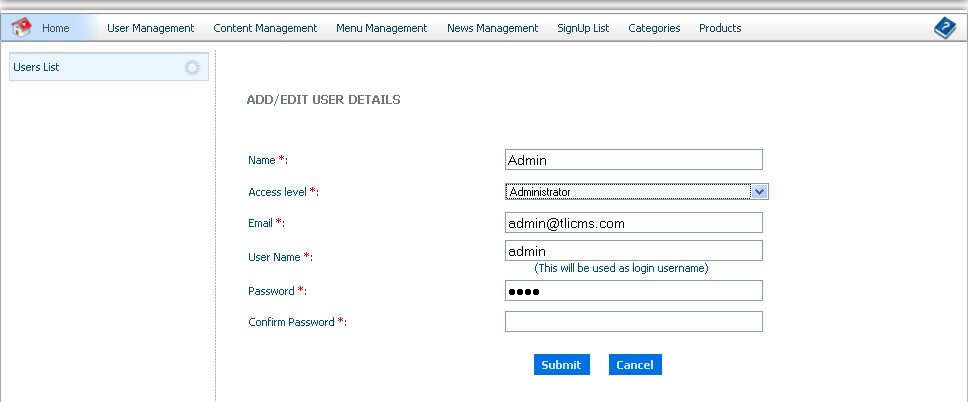 Home User Management Content Management Menu Management News Management SignUp List Categories Products
Users List
ADD/EDIT USER DETAILS
Name *: Admin
Access level *: Administrator
Email *: admin@tlicms.com
User Name *: admin
(This will be used as login username)
Password *: ●●●●
Confirm Password *:
Submit Cancel